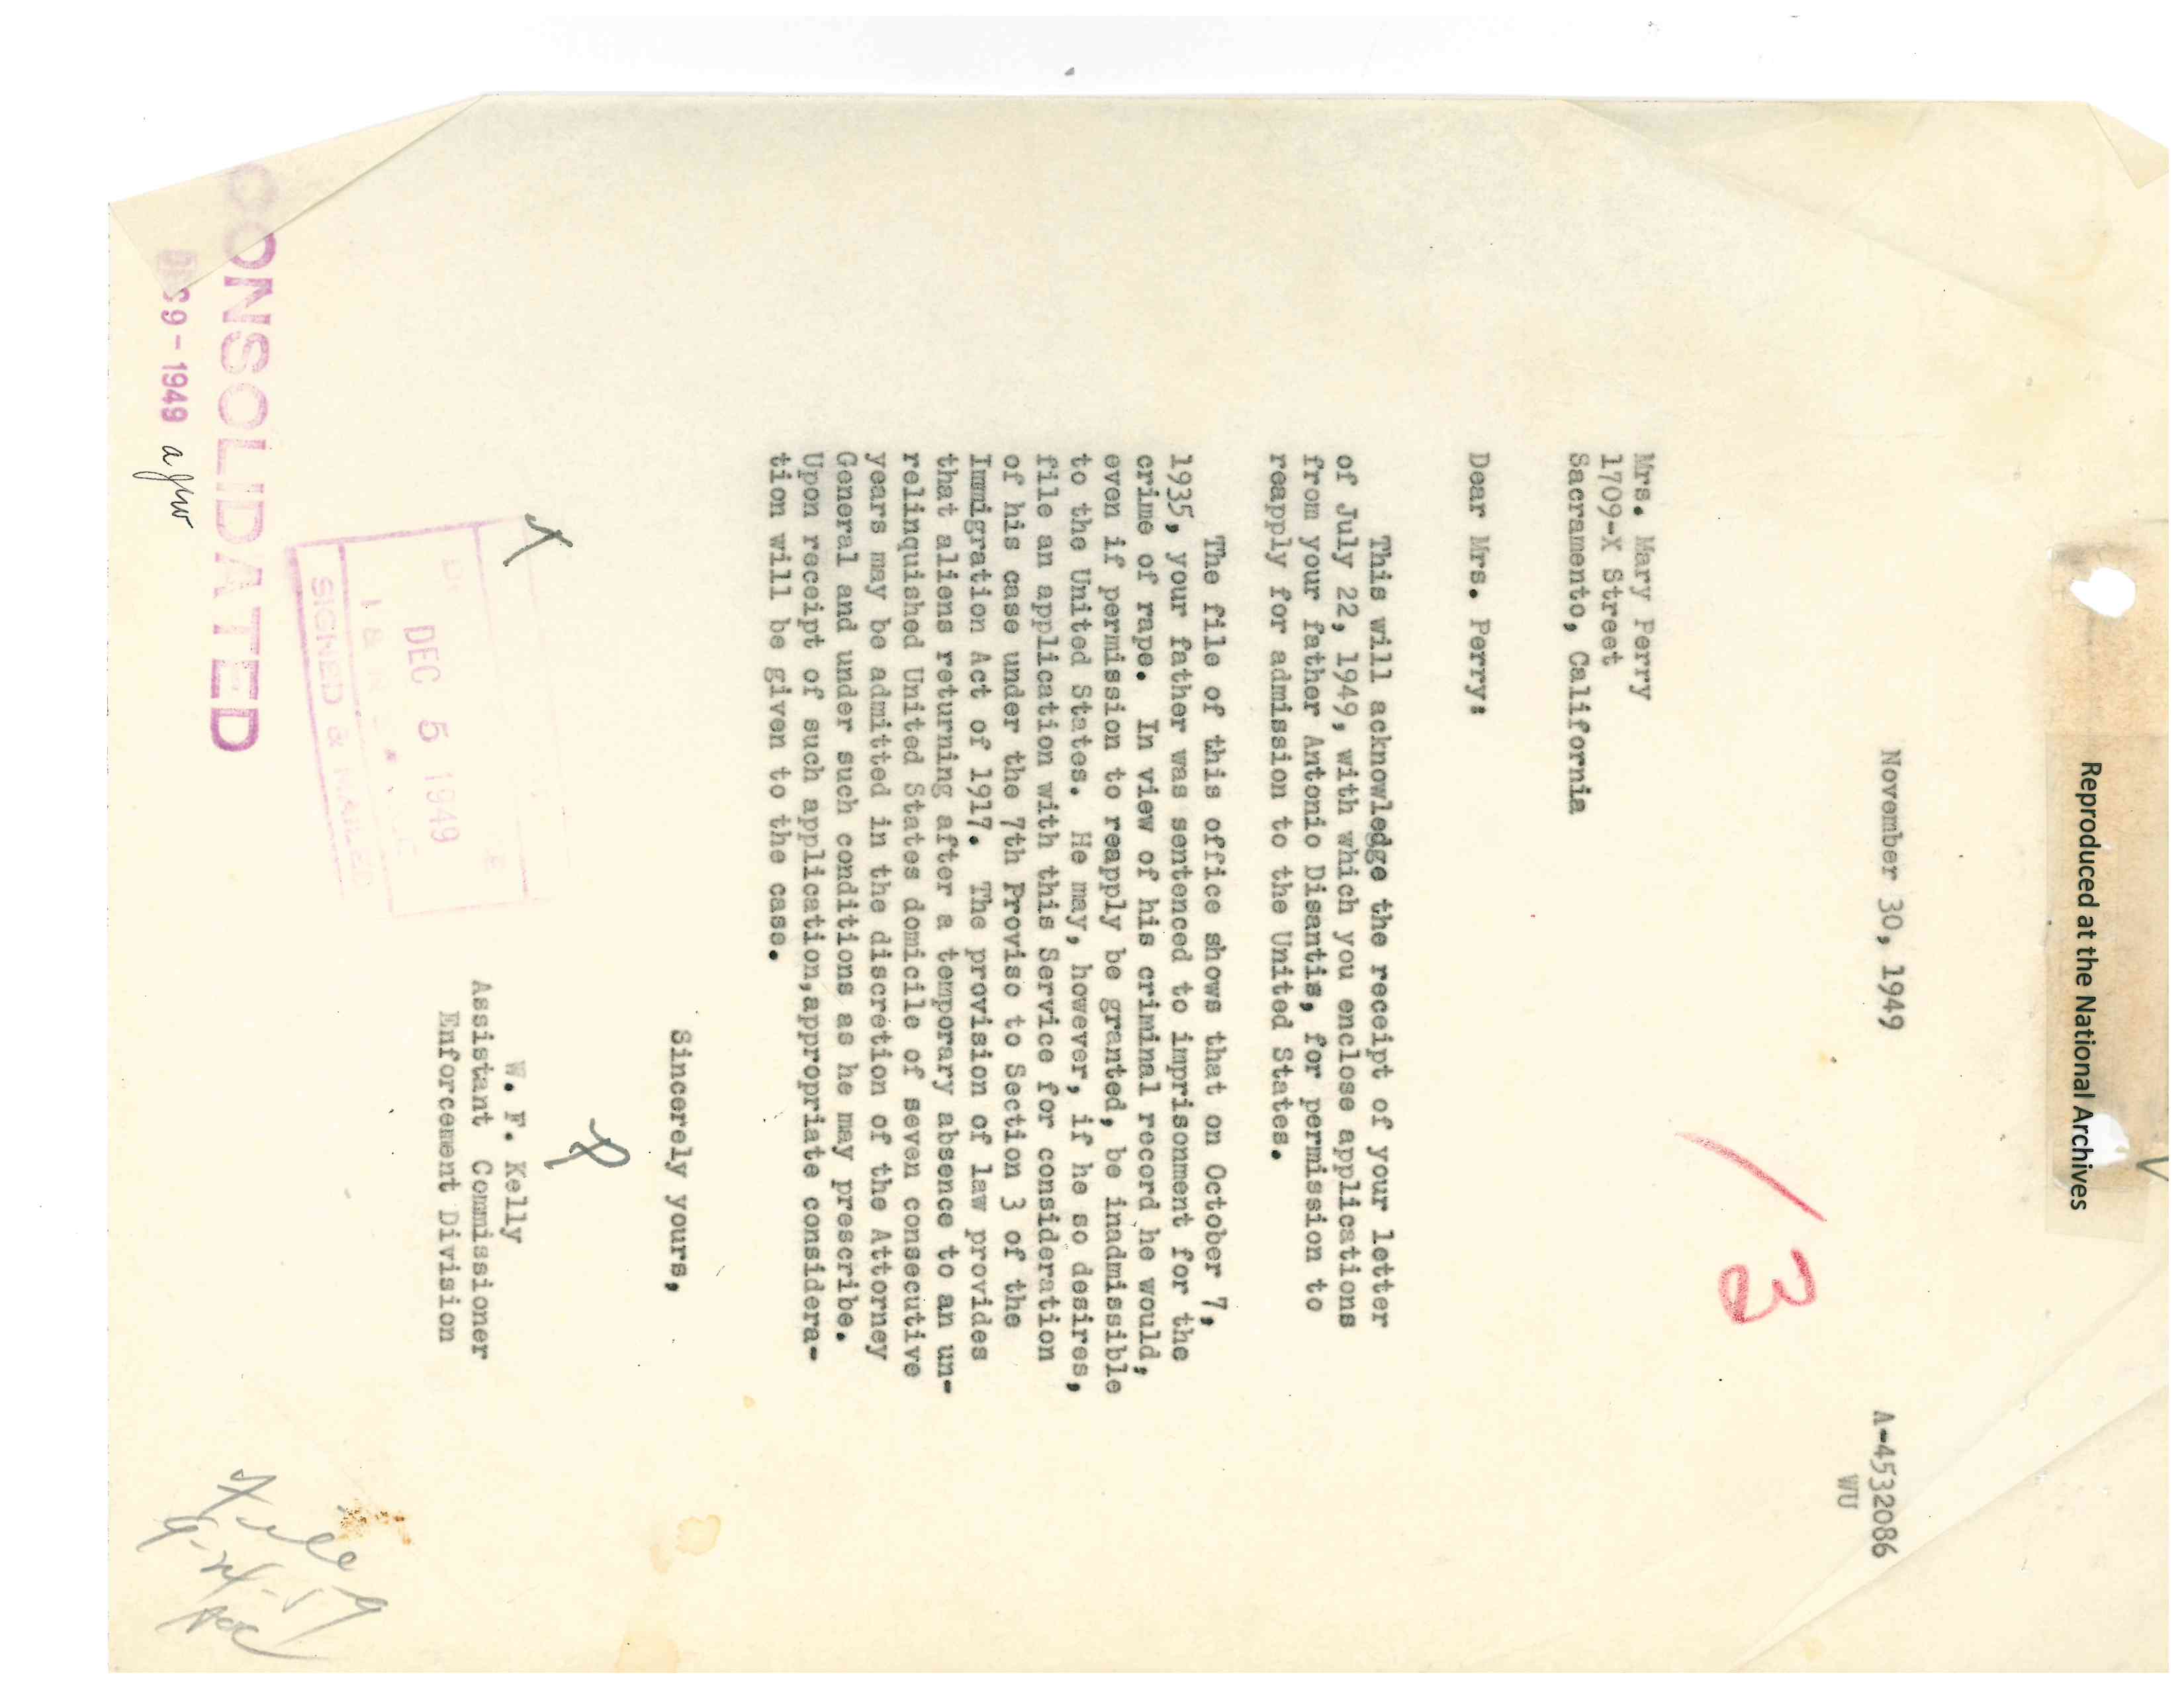 Reproduced at the National Archives
November 30, 1949
A-4532086
WU
13
Mrs. Mary Perry
1709-X Street
Sacramento, California
Dear Mrs. Perry:
This will acknowledge the receipt of your letter
of July 22, 1949, with which you enclose applications
from your father Antonio Disantis, for permission to
reapply for admission to the United States.
The file of this office shows that on October 7,
1935, your father was sentenced to imprisonment for the
crime of rape. In view of his criminal record he would,
even if permission to reapply be granted, be inadmissible
to the United States. He may, however, if he so desires,
file an application with this Service for consideration
of his case under the 7th Proviso to Section 3 of the
Immigration Act of 1917. The provision of law provides
that aliens returning after a temporary absence to an un-
relinquished United States domicile of seven consecutive
years may be admitted in the discretion of the Attorney
General and under such conditions as he may prescribe.
Upon receipt of such application,appropriate considera-
tion will be given to the case.
Sincerely yours,
W. F. Kelly
Assistant Commissioner
Enforcement Division
DEC 5 1949
SIGNED & MAILED
CONSOLIDATED
DEC 9 - 1949